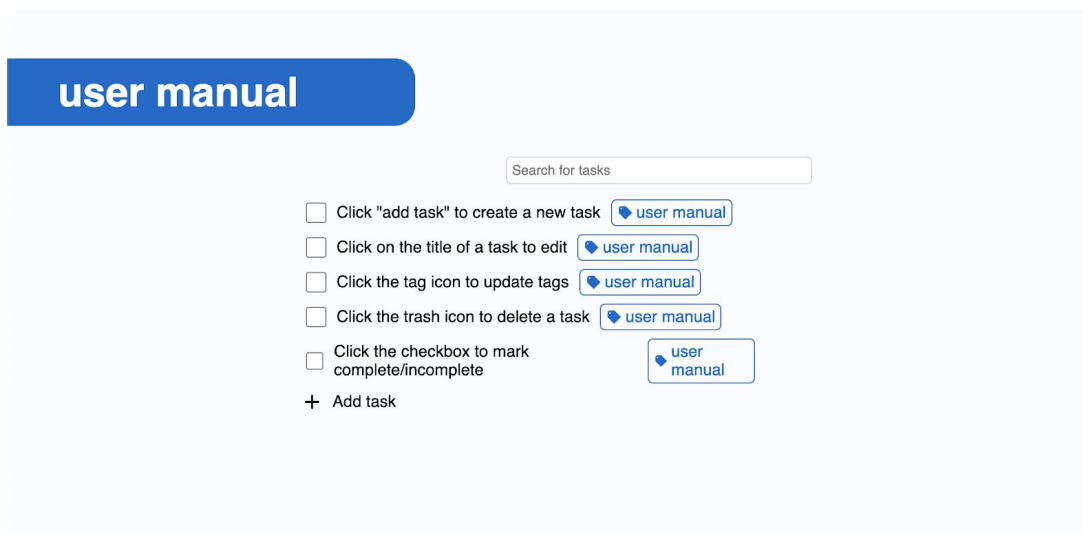 user manual
Search for tasks
Click "add task" to create a new task user manual
Click on the title of a task to edit user manual
Click the tag icon to update tags user manual
Click the trash icon to delete a task user manual
Click the checkbox to mark
complete/incomplete
user
manual
Add task